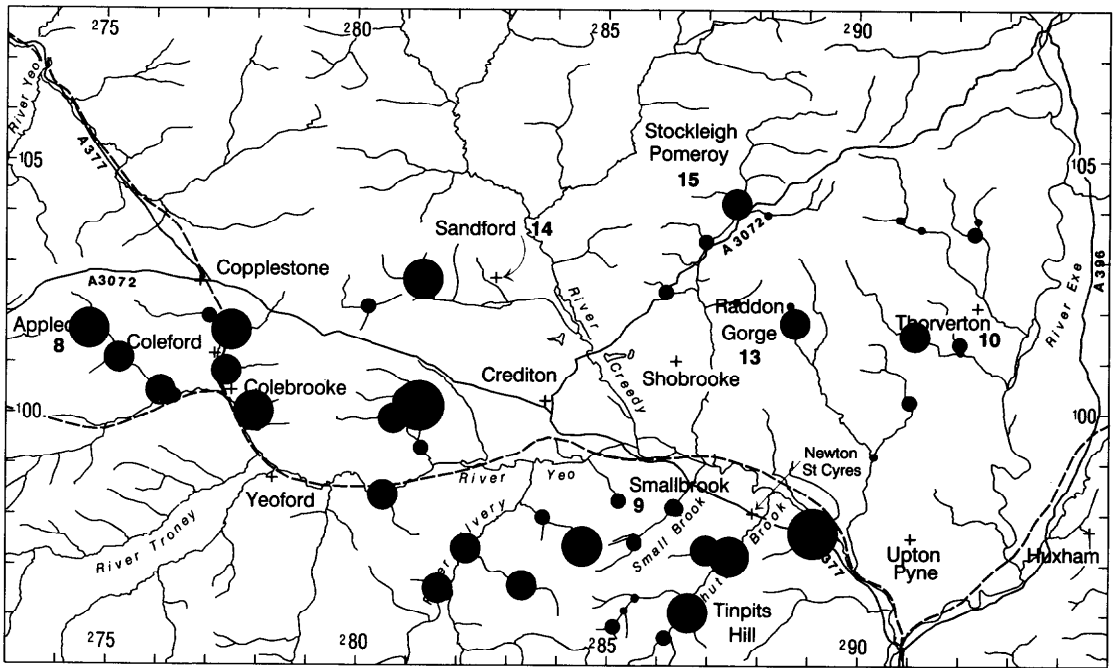 275
280
285
290
River Yeo
A377
105
105
Stockleigh
Pomeroy
15
Sandford 14
A3072
Copplestone
A3072
A396
River Exe
River
Creedy
Raddon
Gorge
13
Thorverton
10
8
Coleford
Colebrooke
Crediton
Shobrooke
100
100
Newton
St Cyres
River Yeo
Smallbrook
9
Yeoford
River Troney
Small Brook
Brook
Upton
Pyne
Huxham
Tinpits
Hill
275
280
285
290